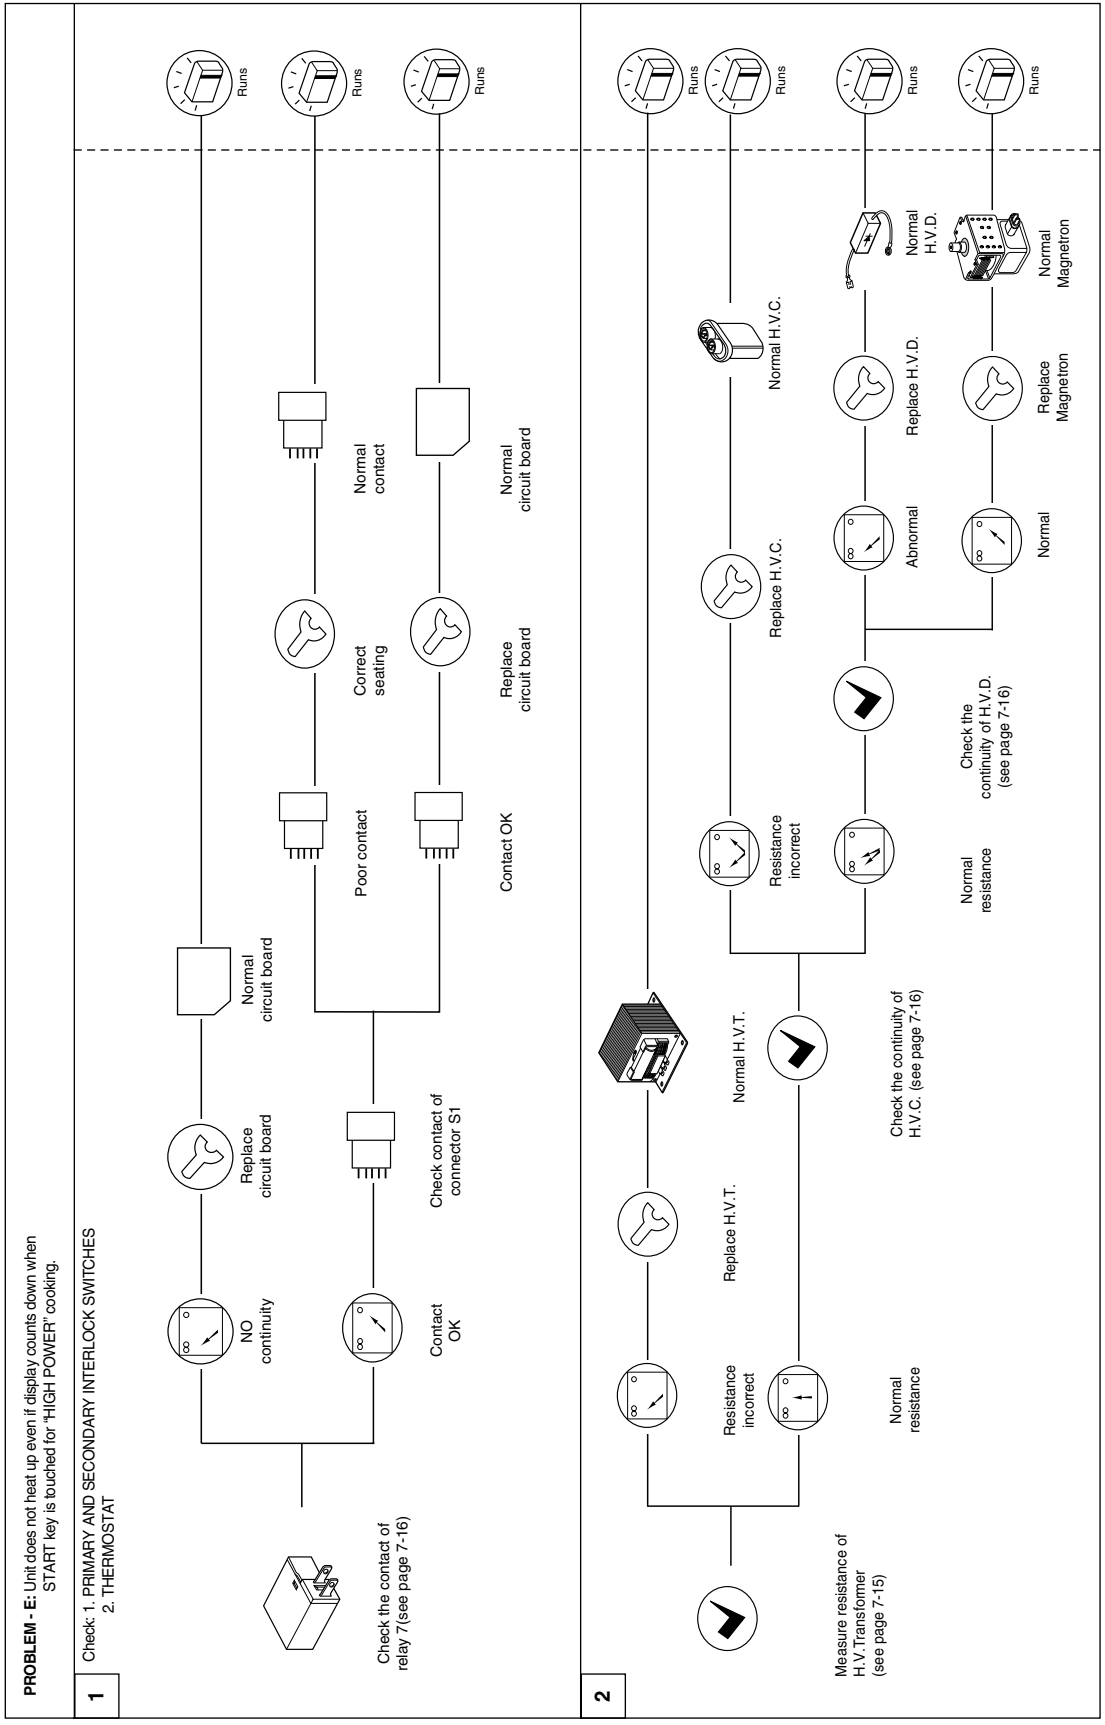 PROBLEM - E: Unit does not heat up even if display counts down when
START key is touched for "HIGH POWER" cooking.
1
Check: 1. PRIMARY AND SECONDARY INTERLOCK SWITCHES
2. THERMOSTAT
Check the contact of
relay 7(see page 7-16)
NO
continuity
Replace
circuit board
Normal
circuit board
Runs
Contact
OK
Check contact of
connector S1
Poor contact
Correct
seating
Normal
contact
Runs
Contact OK
Replace
circuit board
Normal
circuit board
Runs
2
Measure resistance of
H.V.Transformer
(see page 7-15)
Resistance
incorrect
Replace H.V.T.
Normal H.V.T.
Runs
Normal
resistance
Check the continuity of
H.V.C. (see page 7-16)
Resistance
incorrect
Replace H.V.C.
Normal H.V.C.
Runs
Normal
resistance
Check the
continuity of H.V.D.
(see page 7-16)
Abnormal
Replace H.V.D.
Normal
H.V.D.
Runs
Normal
Replace
Magnetron
Normal
Magnetron
Runs